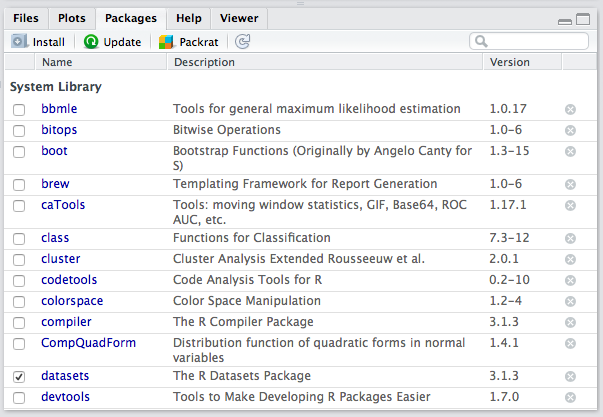 Files Plots Packages Help Viewer
Install Update Packrat
Name Description Version
System Library
bbmle Tools for general maximum likelihood estimation 1.0.17
bitops Bitwise Operations 1.0-6
boot Bootstrap Functions (Originally by Angelo Canty for 1.3-15
S)
brew Templating Framework for Report Generation 1.0-6
caTools Tools: moving window statistics, GIF, Base64, ROC 1.17.1
AUC, etc.
class Functions for Classification 7.3-12
cluster Cluster Analysis Extended Rousseeuw et al. 2.0.1
codetools Code Analysis Tools for R 0.2-10
colorspace Color Space Manipulation 1.2-4
compiler The R Compiler Package 3.1.3
CompQuadForm Distribution function of quadratic forms in normal 1.4.1
variables
datasets The R Datasets Package 3.1.3
devtools Tools to Make Developing R Packages Easier 1.7.0